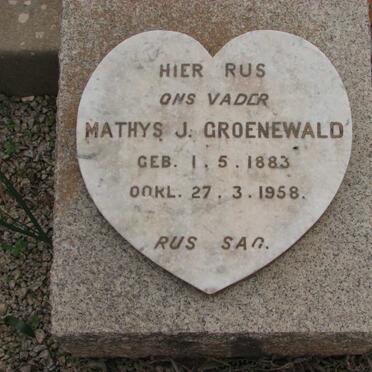 HIER RUS
ONS VADER
MATHYS J. GROENEWALD
GEB. 1. 5. 1883
OORL. 27. 3. 1958.
RUS SAG.